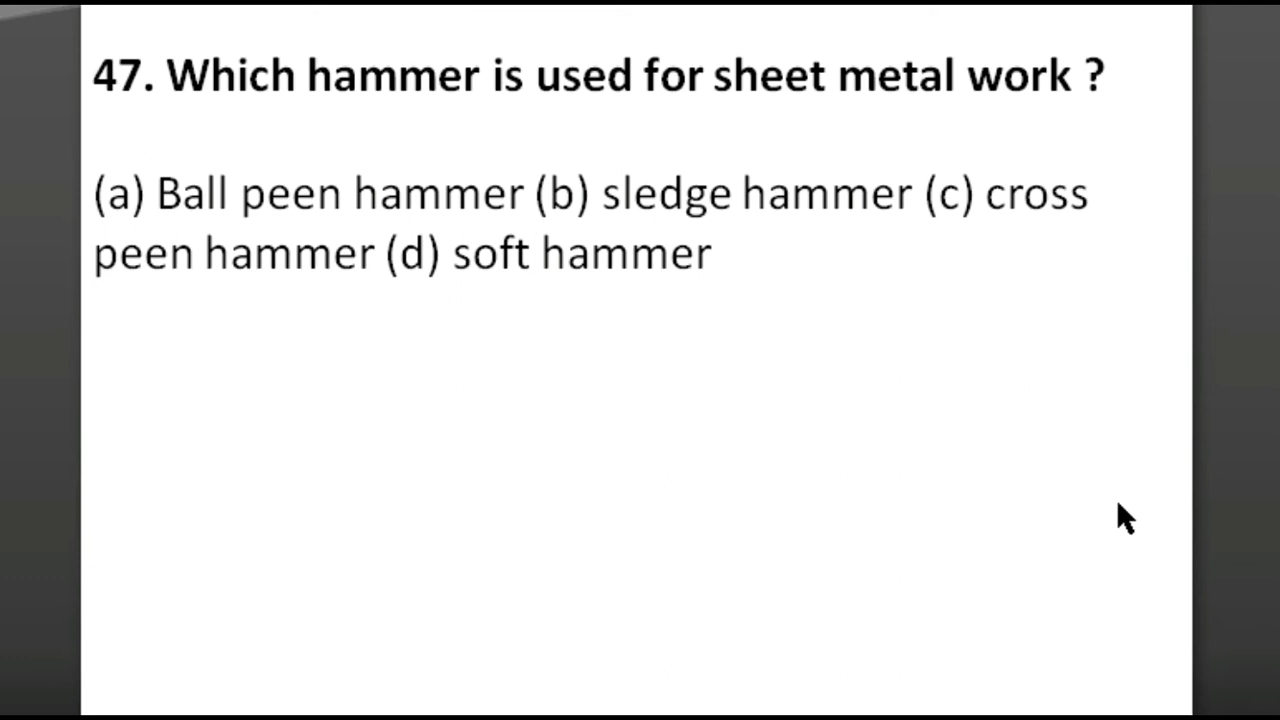 47. Which hammer is used for sheet metal work ?
(a) Ball peen hammer (b) sledge hammer (c) cross
peen hammer (d) soft hammer